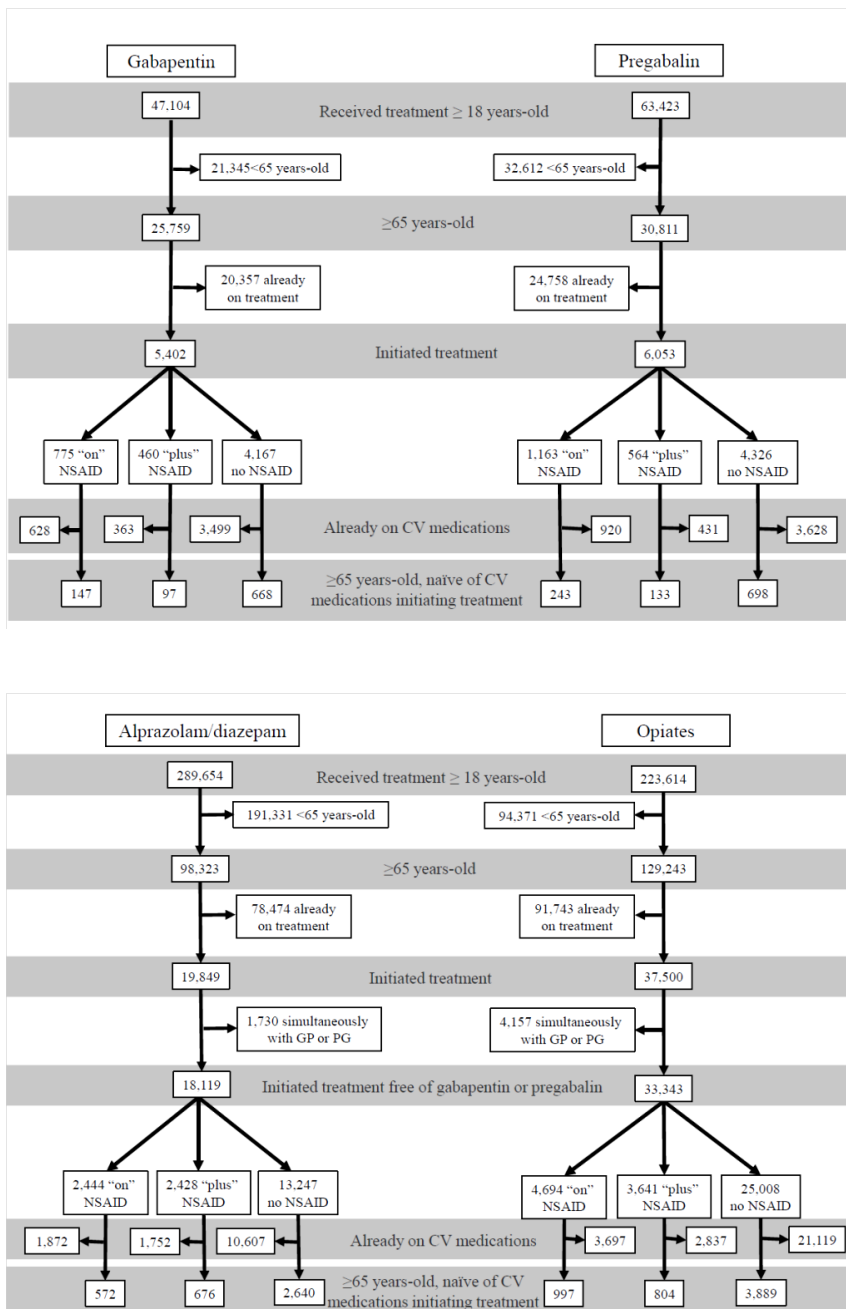 Gabapentin
Pregabalin
47,104
Received treatment ≥ 18 years-old
63,423
21,345<65 years-old
32,612 <65 years-old
25,759
≥65 years-old
30,811
20,357 already
on treatment
24,758 already
on treatment
5,402
Initiated treatment
6,053
775 “on”
NSAID
460 “plus”
NSAID
4,167
no NSAID
1,163 “on”
NSAID
564 “plus”
NSAID
4,326
no NSAID
628
363
3,499
Already on CV medications
920
431
3,628
147
97
668
≥65 years-old, naïve of CV
medications initiating treatment
243
133
698
Alprazolam/diazepam
Opiates
289,654
Received treatment ≥ 18 years-old
223,614
191,331 <65 years-old
94,371 <65 years-old
98,323
≥65 years-old
129,243
78,474 already
on treatment
91,743 already
on treatment
19,849
Initiated treatment
37,500
1,730 simultaneously
with GP or PG
4,157 simultaneously
with GP or PG
18,119
Initiated treatment free of gabapentin or pregabalin
33,343
2,444 “on”
NSAID
2,428 “plus”
NSAID
13,247
no NSAID
4,694 “on”
NSAID
3,641 “plus”
NSAID
25,008
no NSAID
1,872
1,752
10,607
Already on CV medications
3,697
2,837
21,119
572
676
2,640
≥65 years-old, naïve of CV
medications initiating treatment
997
804
3,889